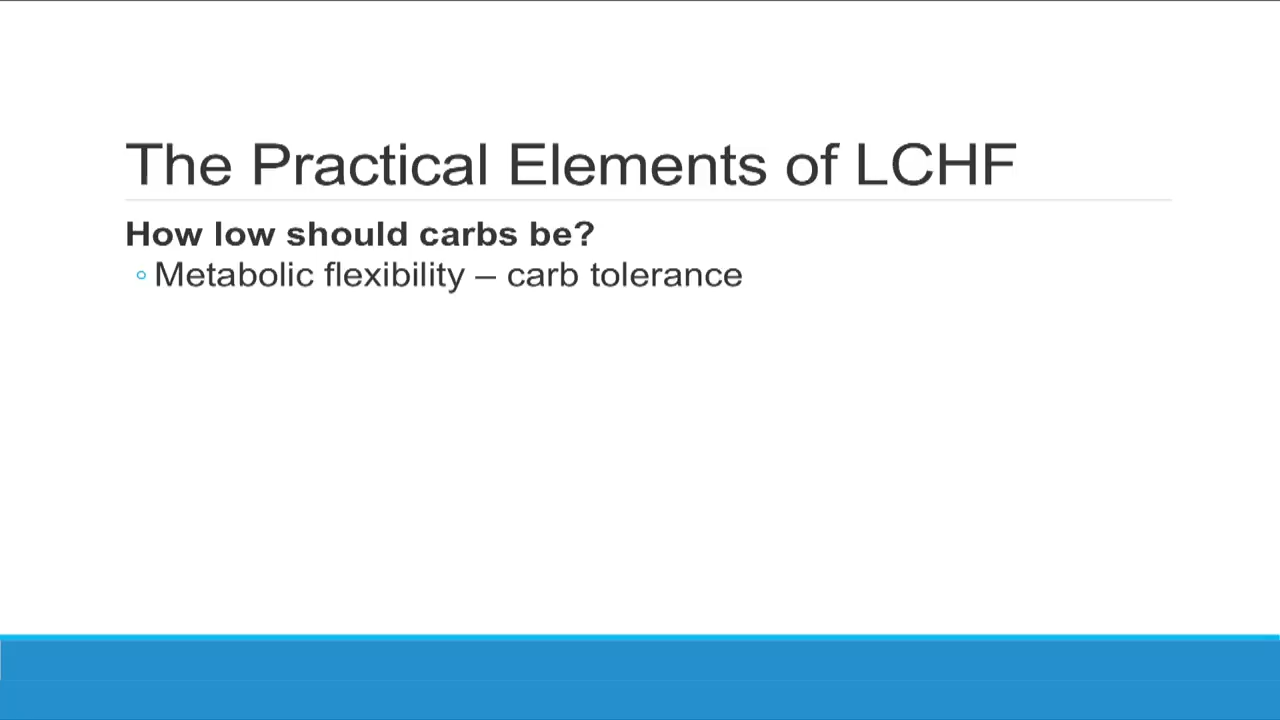 The Practical Elements of LCHF
How low should carbs be?
◦ Metabolic flexibility – carb tolerance